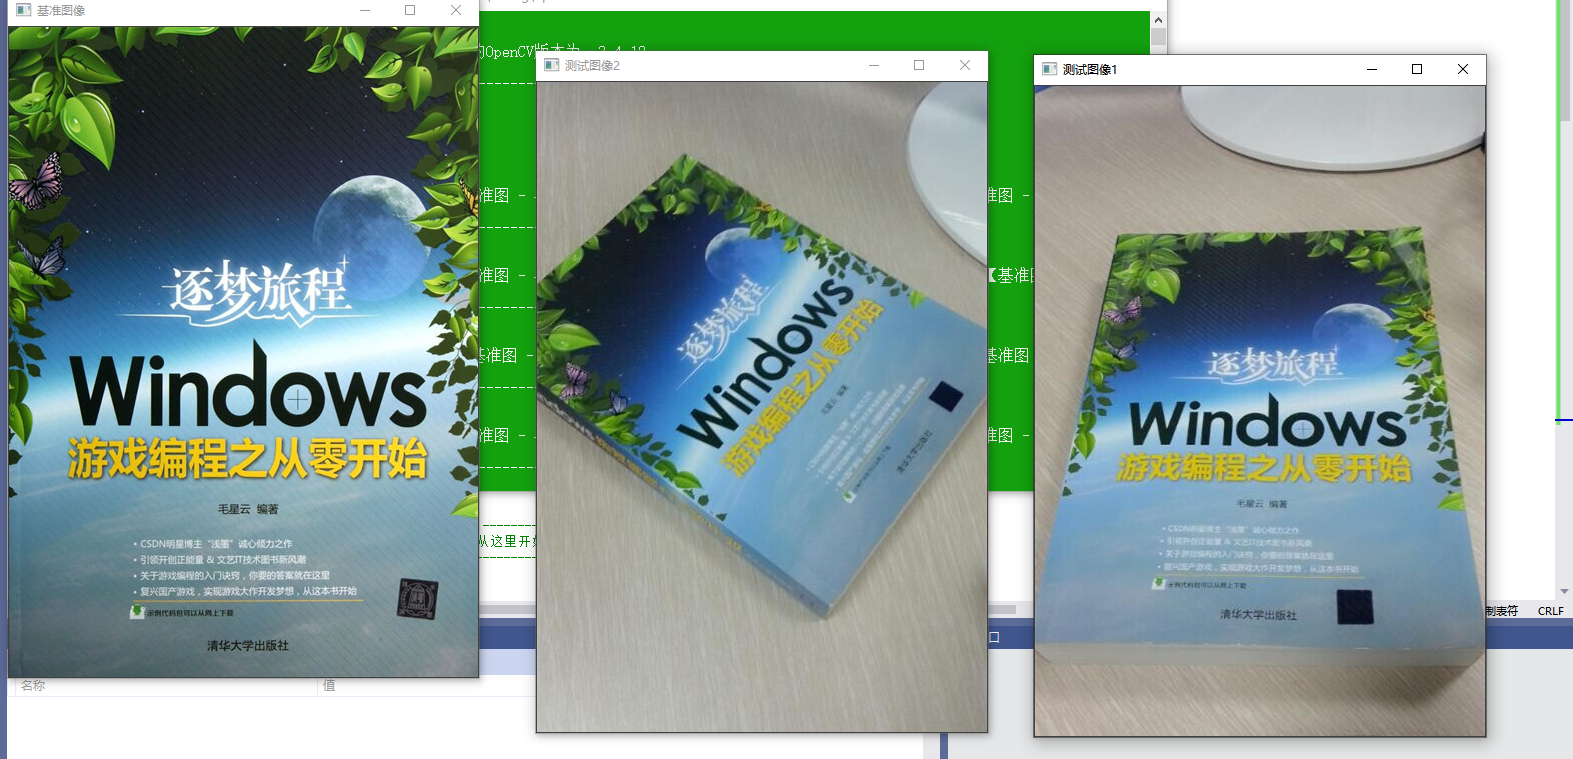 基准图像
逐梦旅程
Windows
游戏编程之从零开始
毛星云 编著
• CSDN明星博主“浅墨”诚心倾力之作
• 引领开创正能量 & 文艺IT技术图书新风潮
• 关于游戏编程的入门诀窍，你要的答案就在这里
• 复兴国产游戏，实现游戏大作开发梦想，从这本书开始
示例代码包可以从网上下载
清华大学出版社
名称
值
OpenCV版本为
准图 -
准图 -
基准图 -
准图 -
从这里开
测试图像2
逐梦旅程
Windows
游戏编程之从零开始
毛星云 编著
清华大学出版社
准图 -
【基准
基准图
准图 -
测试图像1
逐梦旅程
Windows
游戏编程之从零开始
毛星云 编著
• CSDN明星博主“浅墨”诚心倾力之作
• 引领开创正能量 & 文艺IT技术图书新风潮
• 关于游戏编程的入门诀窍，你要的答案就在这里
• 复兴国产游戏，实现游戏大作开发梦想，从这本书开始
示例代码包可以从网上下载
清华大学出版社
制表符
CRLF
口